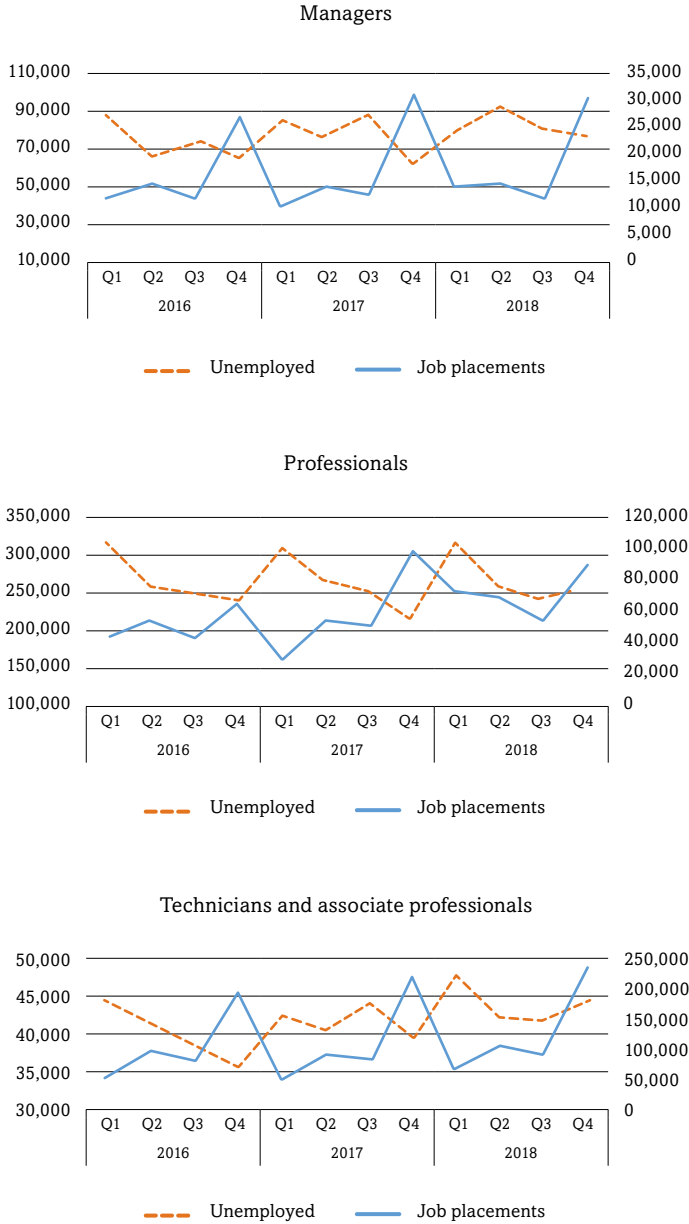 Managers
110,000 35,000
90,000 30,000
70,000 25,000
50,000 20,000
30,000 15,000
10,000 10,000
5,000
0
Q1 Q2 Q3 Q4 Q1 Q2 Q3 Q4 Q1 Q2 Q3 Q4
2016 2017 2018
Unemployed Job placements
Professionals
350,000 120,000
300,000 100,000
250,000 80,000
200,000 60,000
150,000 40,000
100,000 20,000
0
Q1 Q2 Q3 Q4 Q1 Q2 Q3 Q4 Q1 Q2 Q3 Q4
2016 2017 2018
Unemployed Job placements
Technicians and associate professionals
50,000 250,000
45,000 200,000
40,000 150,000
35,000 100,000
30,000 50,000
0
Q1 Q2 Q3 Q4 Q1 Q2 Q3 Q4 Q1 Q2 Q3 Q4
2016 2017 2018
Unemployed Job placements